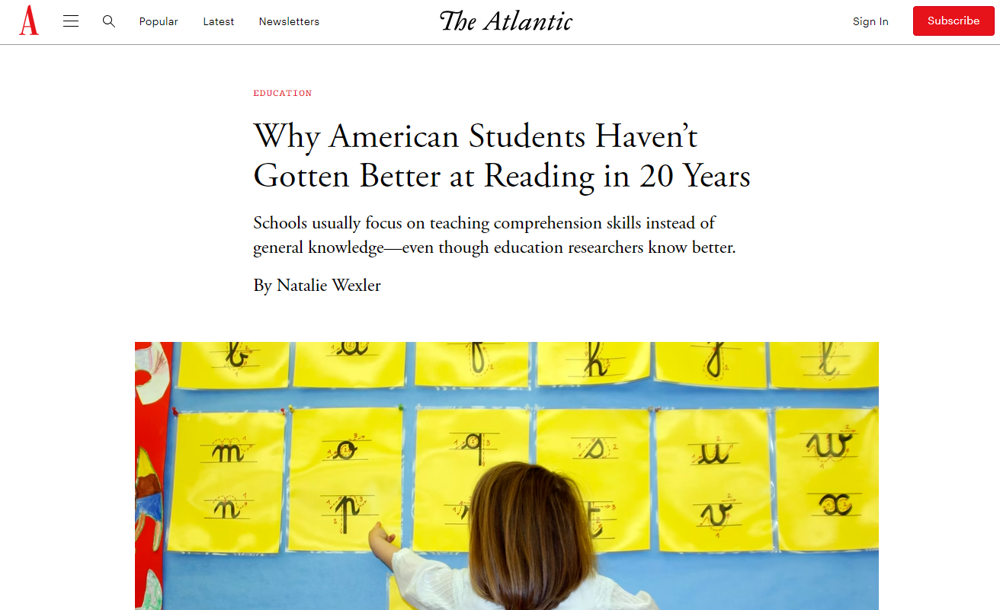 A Popular Latest Newsletters The Atlantic Sign In Subscribe
EDUCATION
Why American Students Haven’t
Gotten Better at Reading in 20 Years
Schools usually focus on teaching comprehension skills instead of
general knowledge—even though education researchers know better.
By Natalie Wexler
m o q s u w
n p t v x